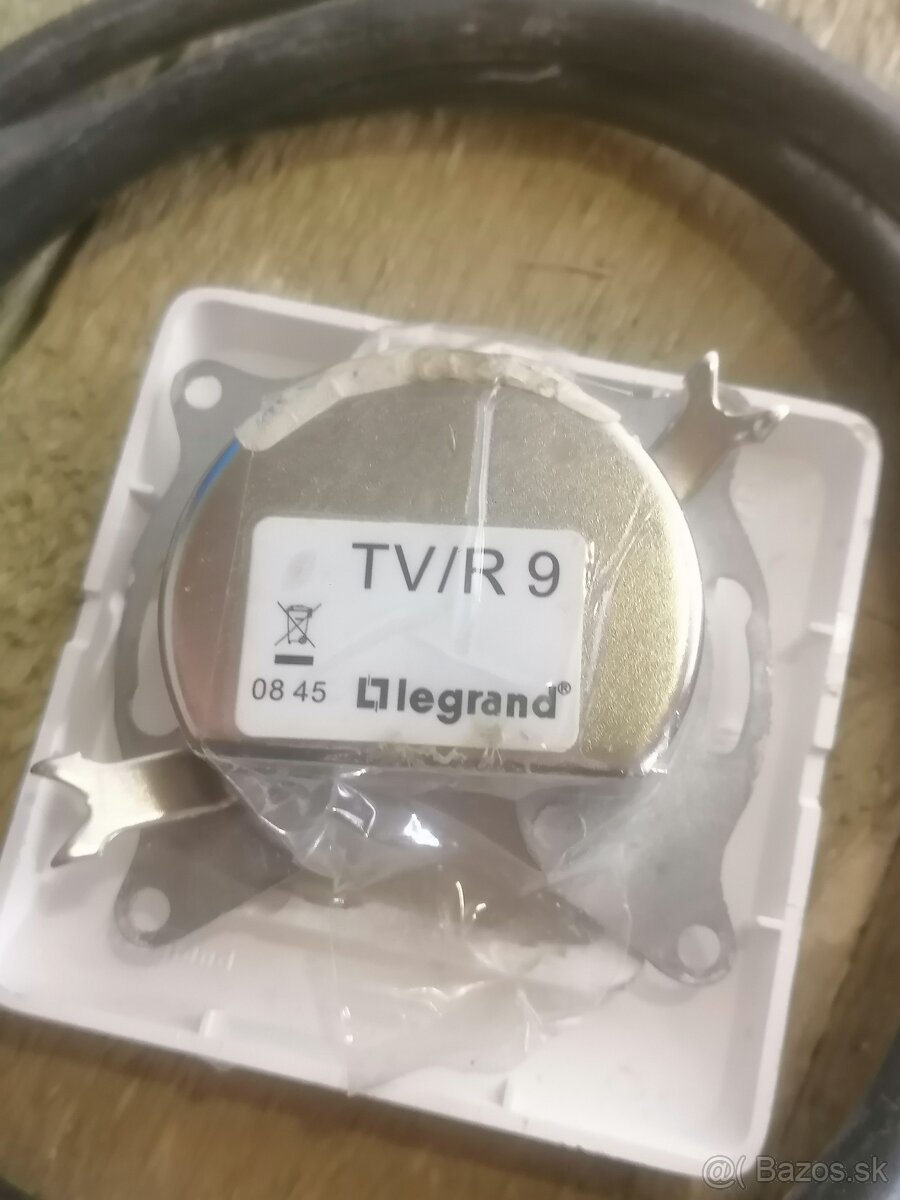 TV/R 9
08 45 legrand®
@( Bazos.sk